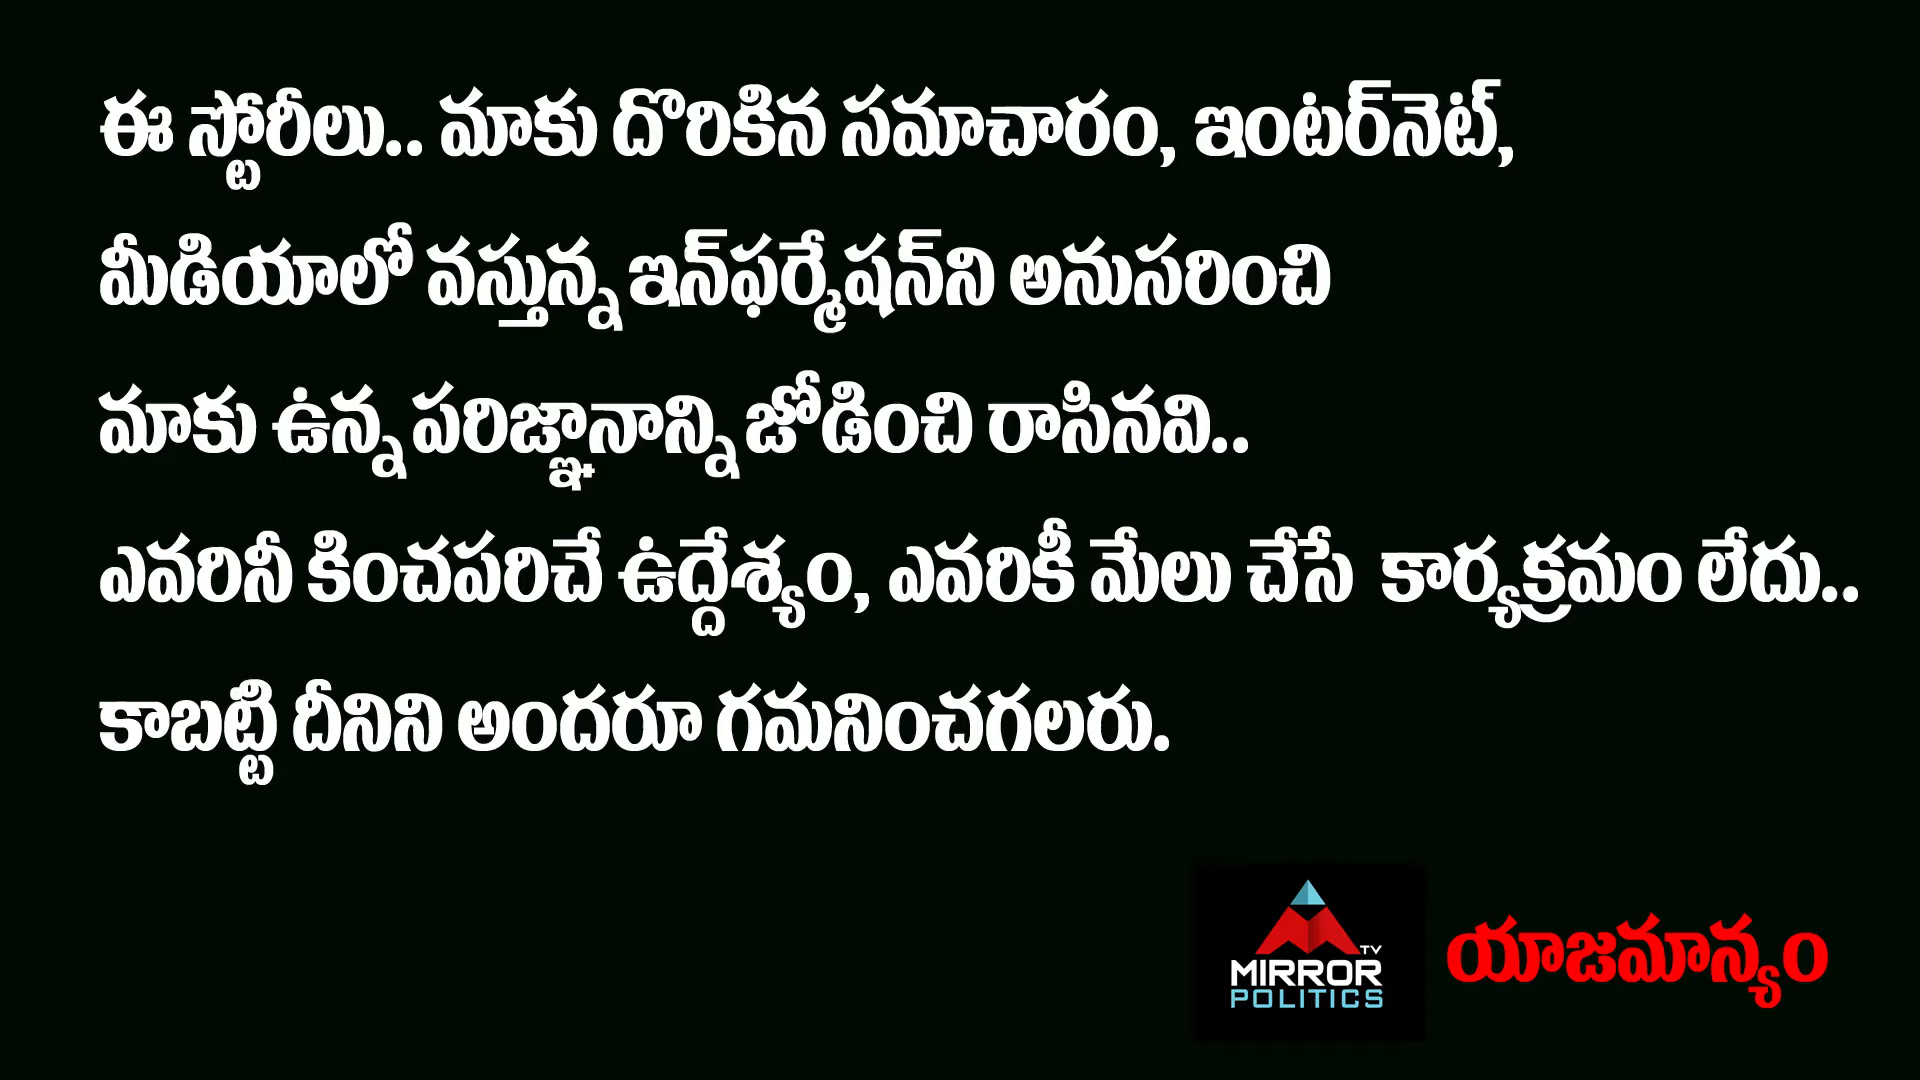 ఈ స్టోరీలు.. మాకు దొరికిన సమాచారం, ఇంటర్‌నెట్,
మీడియాలో వస్తున్న ఇన్‌ఫర్మేషన్‌ని అనుసరించి
మాకు ఉన్న పరిజ్ఞానాన్ని జోడించి రాసినవి..
ఎవరినీ కించపరిచే ఉద్దేశ్యం, ఎవరికీ మేలు చేసే కార్యక్రమం లేదు..
కాబట్టి దీనిని అందరూ గమనించగలరు.
TV
MIRROR
POLITICS
యాజమాన్యం